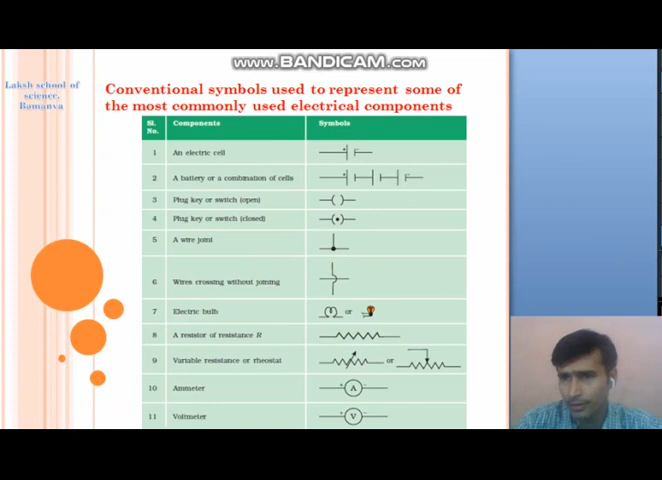 www.BANDICAM.com
Laksh school of
science,
Bamanva
Conventional symbols used to represent some of
the most commonly used electrical components
Sl. No. Components Symbols
1 An electric cell
2 A battery or a combination of cells
3 Plug key or switch (open)
4 Plug key or switch (closed)
5 A wire joint
6 Wires crossing without joining
7 Electric bulb or
8 A resistor of resistance R
9 Variable resistance or rheostat or
10 Ammeter + A −
11 Voltmeter + V −